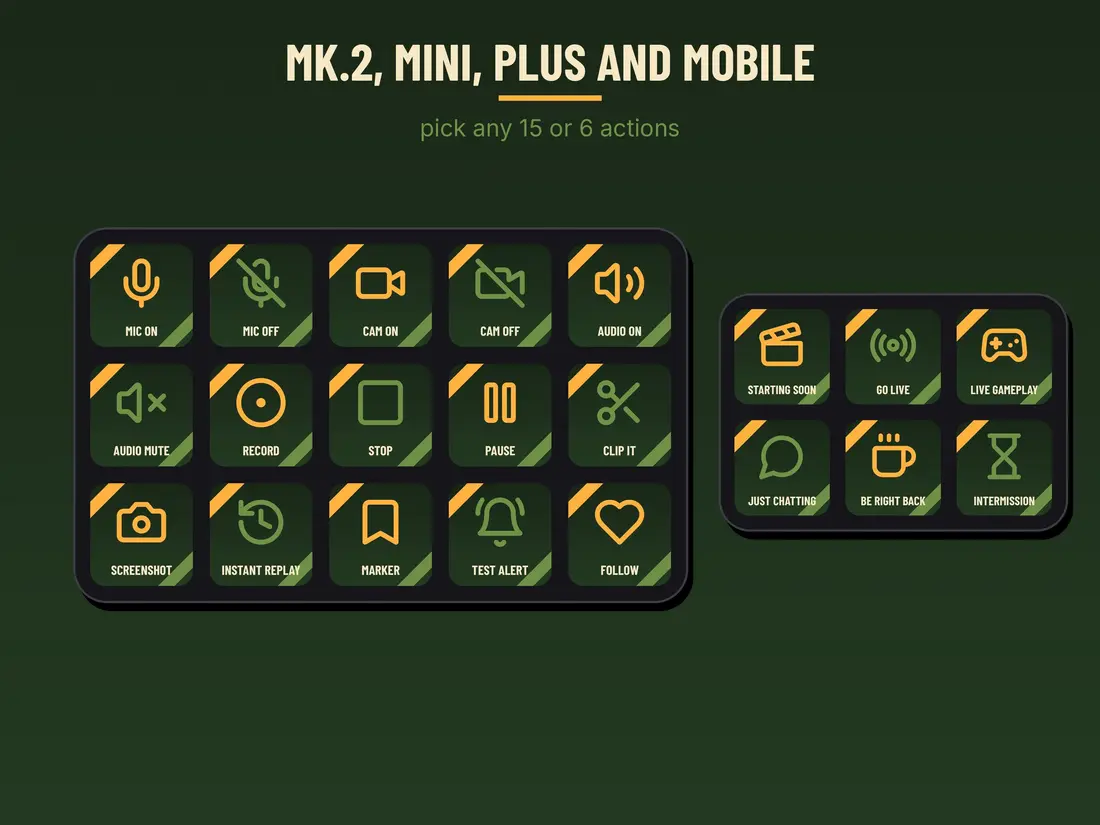 MK.2, MINI, PLUS AND MOBILE
pick any 15 or 6 actions
MIC ON
MIC OFF
CAM ON
CAM OFF
AUDIO ON
AUDIO MUTE
RECORD
STOP
PAUSE
CLIP IT
SCREENSHOT
INSTANT REPLAY
MARKER
TEST ALERT
FOLLOW
STARTING SOON
GO LIVE
LIVE GAMEPLAY
JUST CHATTING
BE RIGHT BACK
INTERMISSION